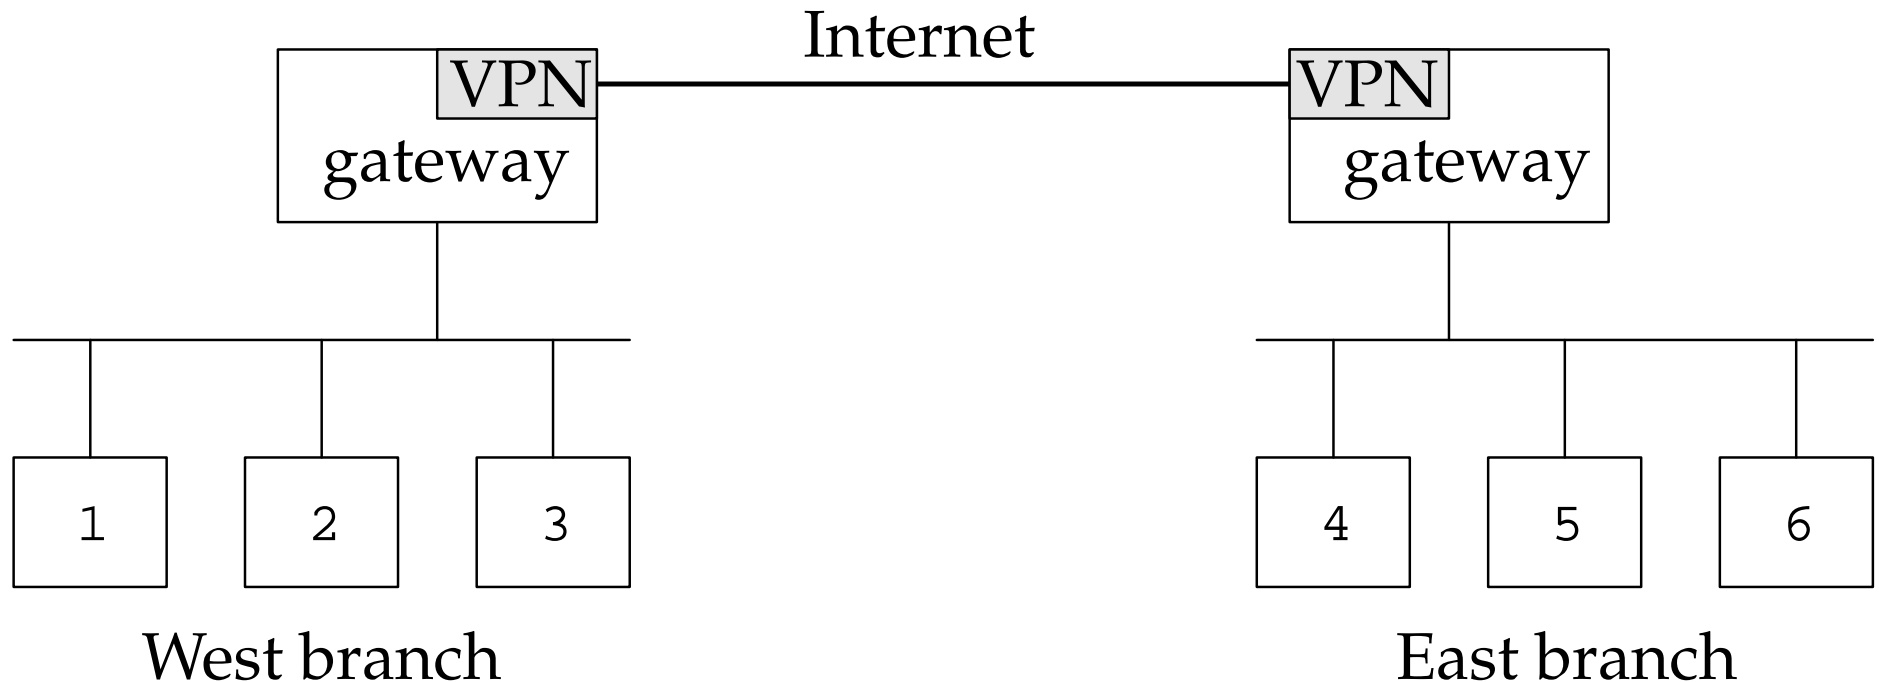 Internet
VPN
VPN
gateway
gateway
1
2
3
4
5
6
West branch
East branch